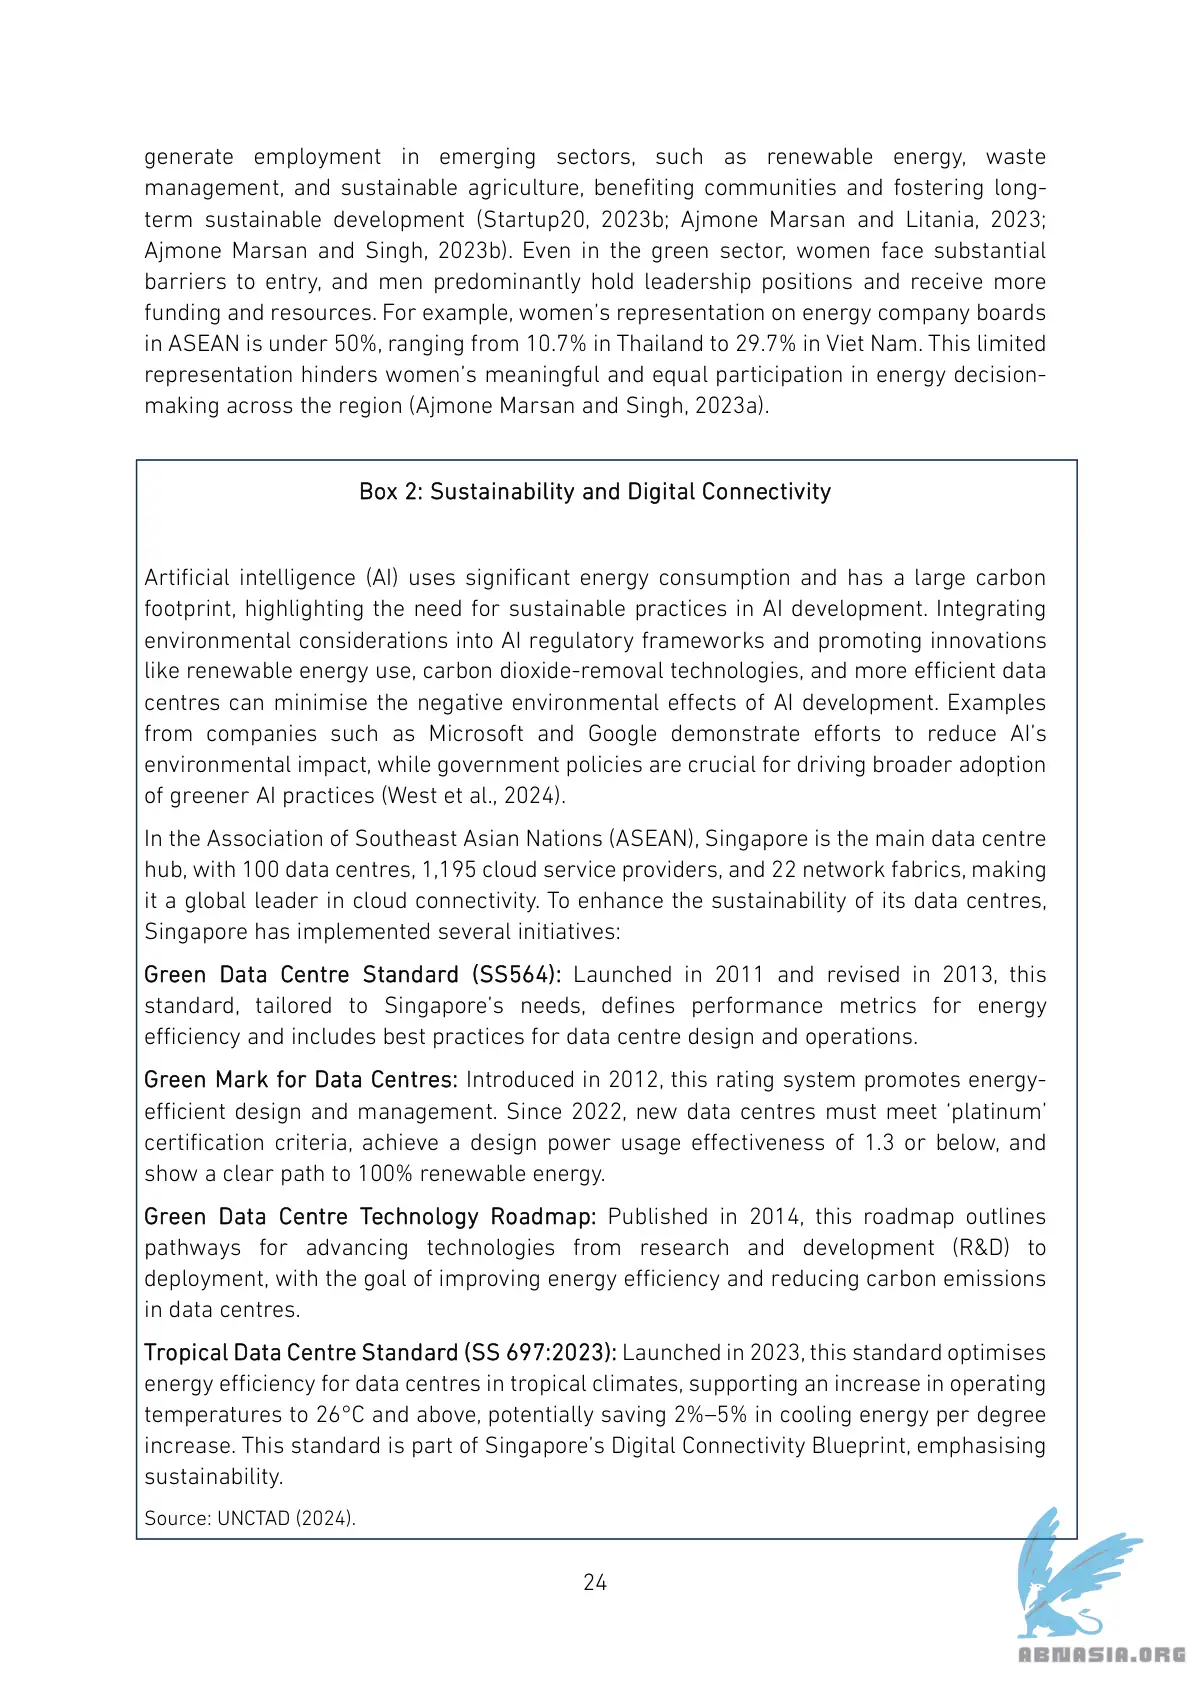 generate employment in emerging sectors, such as renewable energy, waste
management, and sustainable agriculture, benefiting communities and fostering long-
term sustainable development (Startup20, 2023b; Ajmone Marsan and Litania, 2023;
Ajmone Marsan and Singh, 2023b). Even in the green sector, women face substantial
barriers to entry, and men predominantly hold leadership positions and receive more
funding and resources. For example, women's representation on energy company boards
in ASEAN is under 50%, ranging from 10.7% in Thailand to 29.7% in Viet Nam. This limited
representation hinders women's meaningful and equal participation in energy decision-
making across the region (Ajmone Marsan and Singh, 2023a).
Box 2: Sustainability and Digital Connectivity
Artificial intelligence (AI) uses significant energy consumption and has a large carbon
footprint, highlighting the need for sustainable practices in AI development. Integrating
environmental considerations into AI regulatory frameworks and promoting innovations
like renewable energy use, carbon dioxide-removal technologies, and more efficient data
centres can minimise the negative environmental effects of AI development. Examples
from companies such as Microsoft and Google demonstrate efforts to reduce AI's
environmental impact, while government policies are crucial for driving broader adoption
of greener AI practices (West et al., 2024).
In the Association of Southeast Asian Nations (ASEAN), Singapore is the main data centre
hub, with 100 data centres, 1,195 cloud service providers, and 22 network fabrics, making
it a global leader in cloud connectivity. To enhance the sustainability of its data centres,
Singapore has implemented several initiatives:
Green Data Centre Standard (SS564): Launched in 2011 and revised in 2013, this
standard, tailored to Singapore's needs, defines performance metrics for energy
efficiency and includes best practices for data centre design and operations.
Green Mark for Data Centres: Introduced in 2012, this rating system promotes energy-
efficient design and management. Since 2022, new data centres must meet 'platinum'
certification criteria, achieve a design power usage effectiveness of 1.3 or below, and
show a clear path to 100% renewable energy.
Green Data Centre Technology Roadmap: Published in 2014, this roadmap outlines
pathways for advancing technologies from research and development (R&D) to
deployment, with the goal of improving energy efficiency and reducing carbon emissions
in data centres.
Tropical Data Centre Standard (SS 697:2023): Launched in 2023, this standard optimises
energy efficiency for data centres in tropical climates, supporting an increase in operating
temperatures to 26°C and above, potentially saving 2%–5% in cooling energy per degree
increase. This standard is part of Singapore's Digital Connectivity Blueprint, emphasising
sustainability.
Source: UNCTAD (2024).
24
ABNASIA.ORG